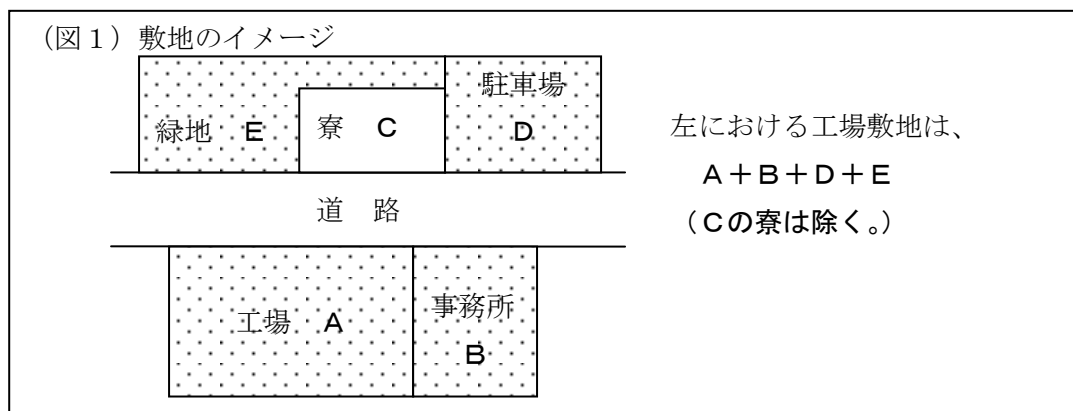 （図１）敷地のイメージ
駐車場
緑地　Ｅ　寮　Ｃ　Ｄ
道　路
工場　Ａ　事務所
Ｂ
左における工場敷地は、
Ａ＋Ｂ＋Ｄ＋Ｅ
（Ｃの寮は除く。）